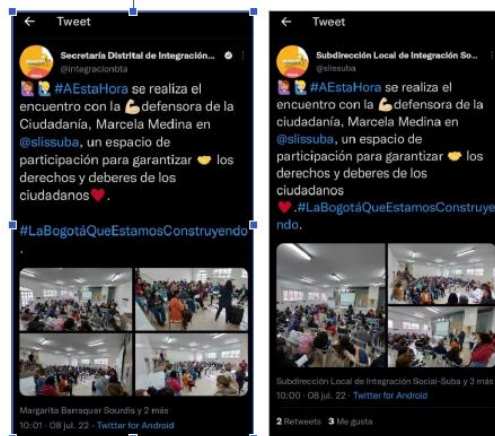 Tweet
Secretaría Distrital de Integración...
@integracionbta
#AEstaHora se realiza el
encuentro con la 💪defensora de la
Ciudadanía, Marcela Medina en
@slissuba, un espacio de
participación para garantizar 🤝 los
derechos y deberes de los
ciudadanos❤️.
#LaBogotáQueEstamosConstruyendo
.
Margarita Barraquer Sourdis y 2 más
10:01 · 08 jul. 22 · Twitter for Android
Tweet
Subdirección Local de Integración So...
@slissuba
#AEstaHora se realiza el
encuentro con la 💪defensora de la
ciudadanía, Marcela Medina en
@slissuba, un espacio de
participación para garantizar 🤝 los
derechos y deberes de los
ciudadanos
❤️.#LaBogotáQueEstamosConstruye
ndo.
Subdirección Local de Integración Social-Suba y 3 más
10:00 · 08 jul. 22 · Twitter for Android
2 Retweets 3 Me gusta